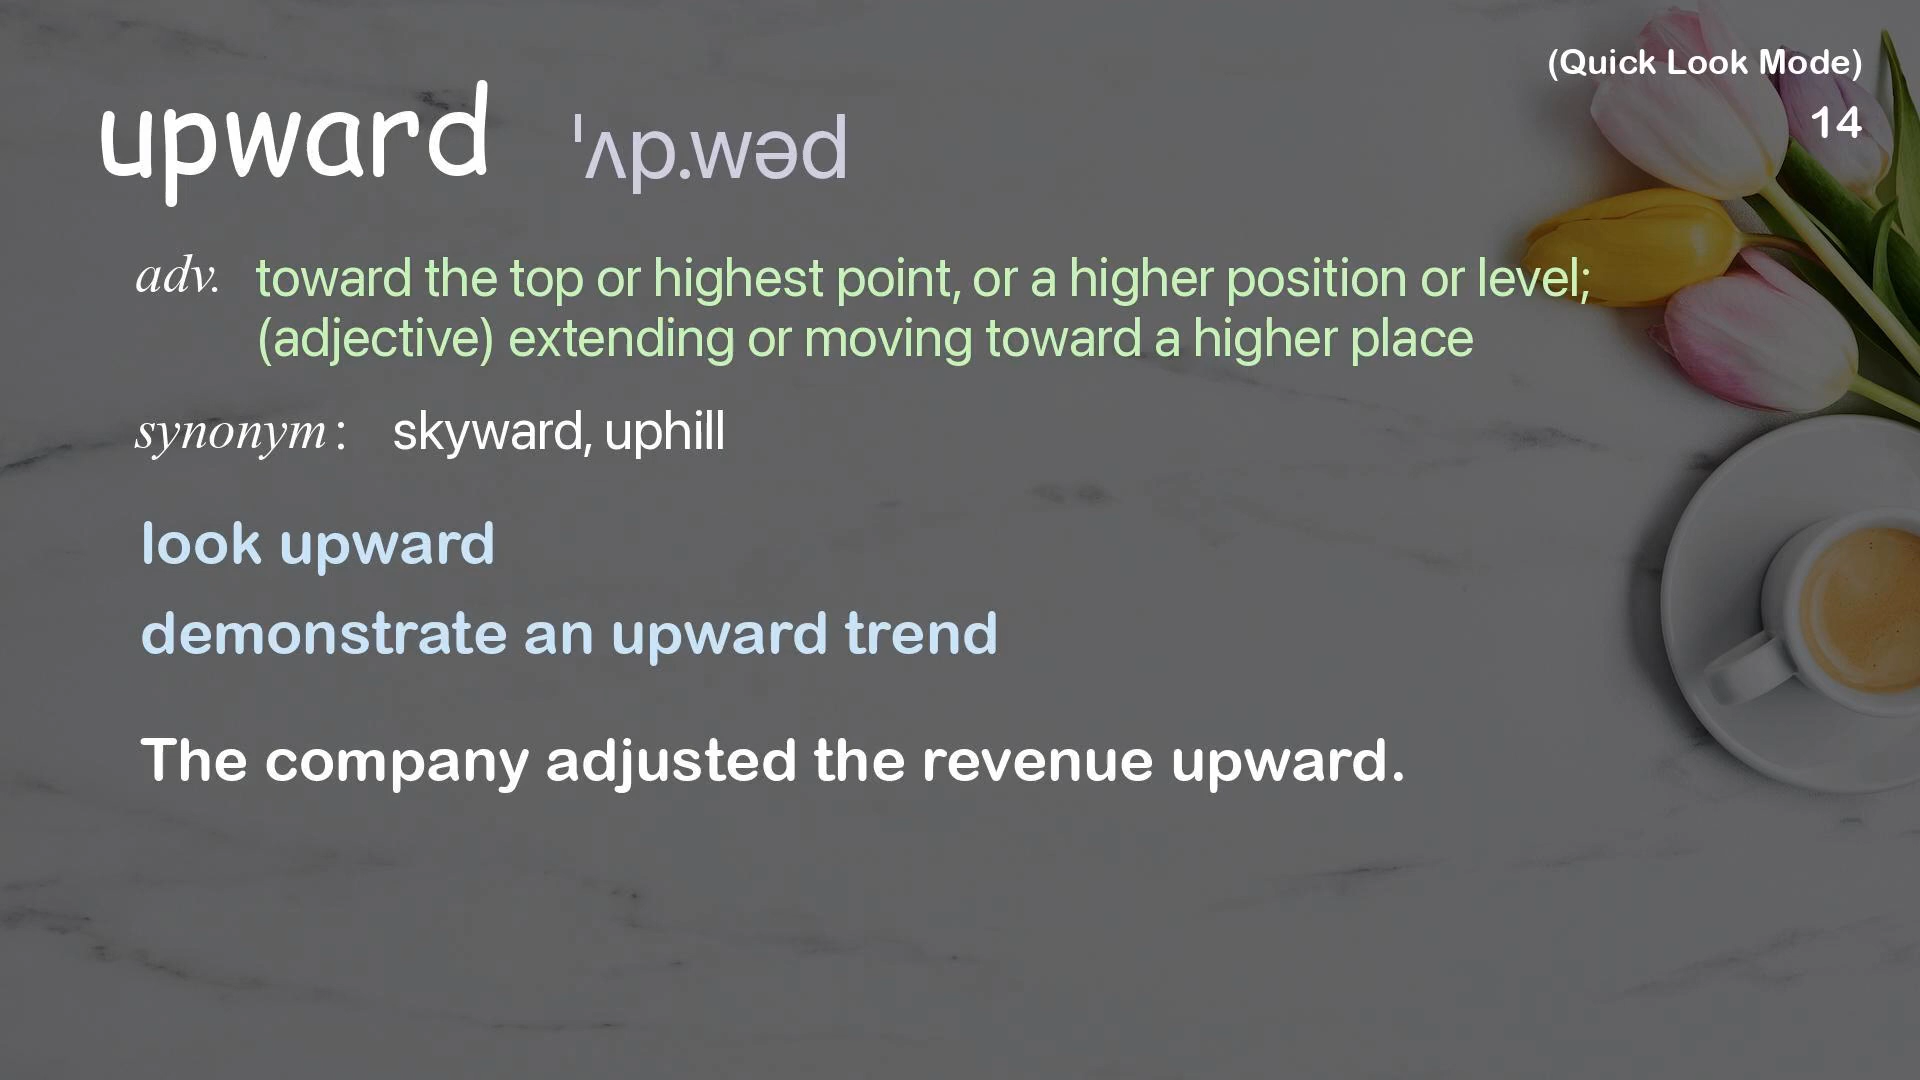 (Quick Look Mode)
14
upward ˈʌp.wəd
adv. toward the top or highest point, or a higher position or level;
(adjective) extending or moving toward a higher place
synonym: skyward, uphill
look upward
demonstrate an upward trend
The company adjusted the revenue upward.